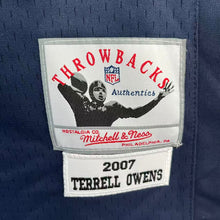 THROWBACKS
NFL
Authentics
NOSTALGIA CO.
Mitchell & Ness
PHILADELPHIA, PA.
2007
TERRELL OWENS